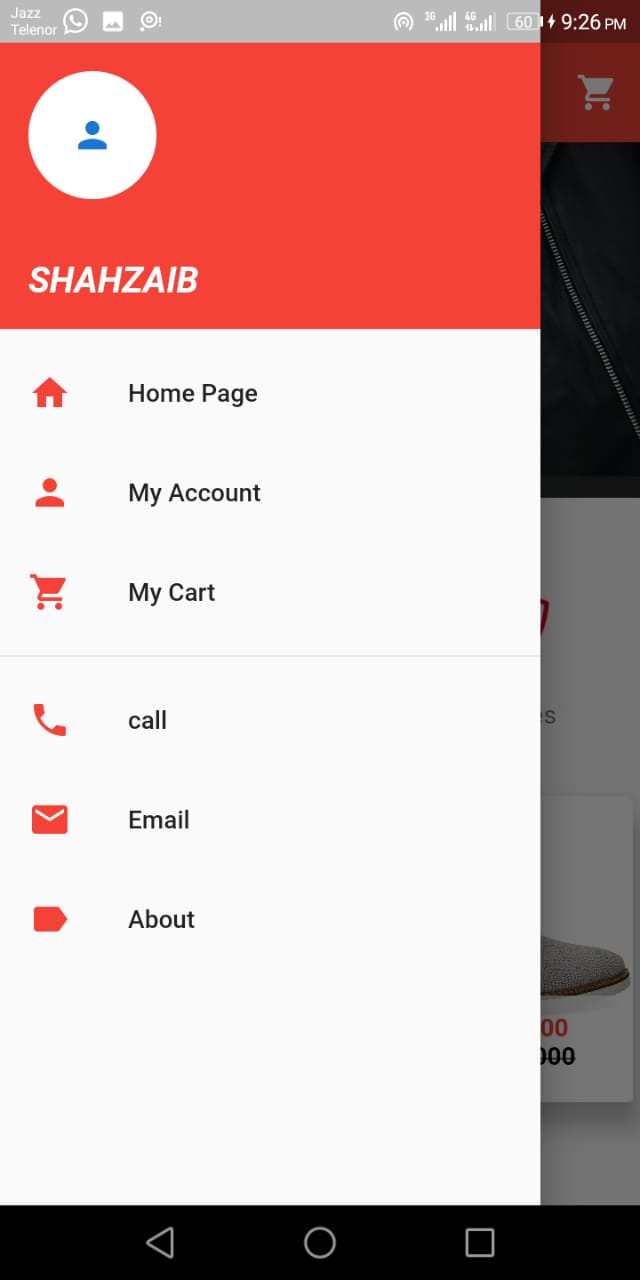 Jazz
Telenor
3G 4G 60 9:26 PM
SHAHZAIB
Home Page
My Account
My Cart
call
Email
About
00
000